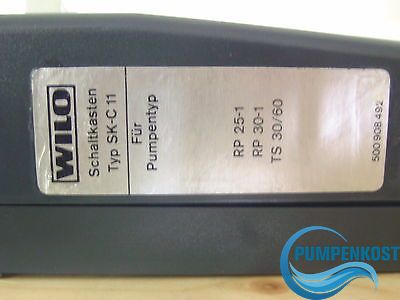 WILO
Schaltkasten
Typ SK-C 11
Für
Pumpentyp
RP 25-1
RP 30-1
TS 30/60
500 908 492
PUMPENKOST